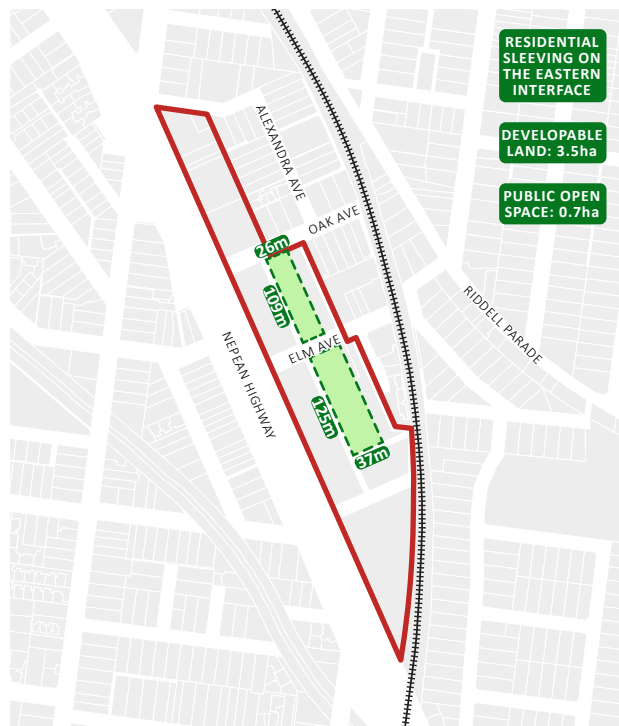 RESIDENTIAL
SLEEVING ON
THE EASTERN
INTERFACE
DEVELOPABLE
LAND: 3.5ha
PUBLIC OPEN
SPACE: 0.7ha
ALEXANDRA AVE
OAK AVE
26m
109m
RIDDELL PARADE
ELM AVE
NEPEAN HIGHWAY
125m
37m